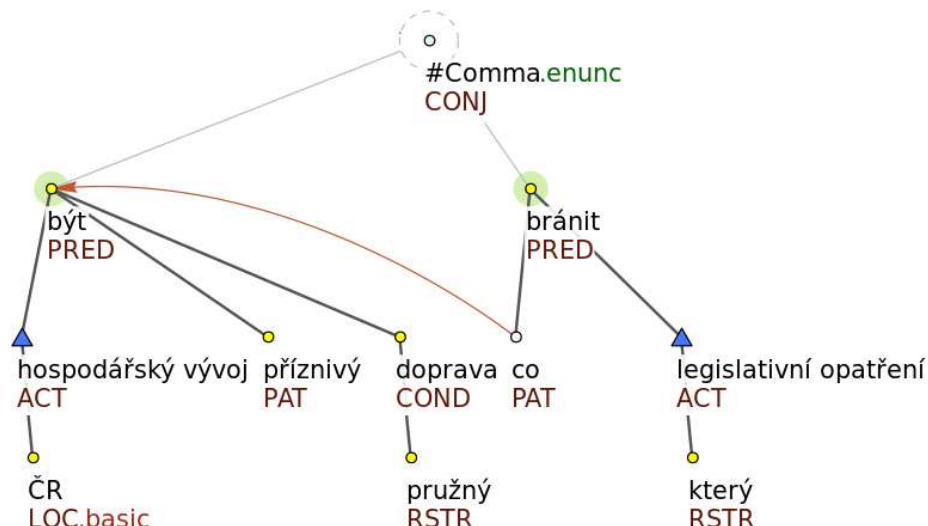 #Comma.enunc
CONJ
být
PRED
bránit
PRED
hospodářský vývoj
ACT
příznivý
PAT
doprava
COND
co
PAT
legislativní opatření
ACT
ČR
LOC.basic
pružný
RSTR
který
RSTR